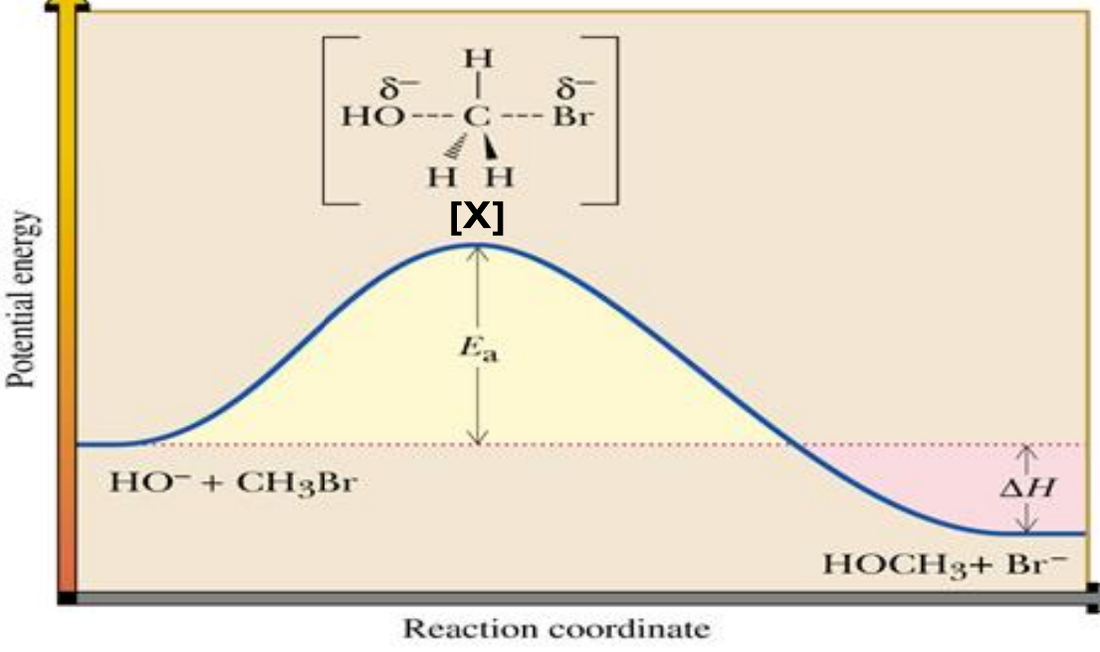 H
δ− δ−
HO---C---Br
H H
[X]
Potential energy
Eₐ
HO⁻ + CH₃Br
ΔH
HOCH₃+ Br⁻
Reaction coordinate